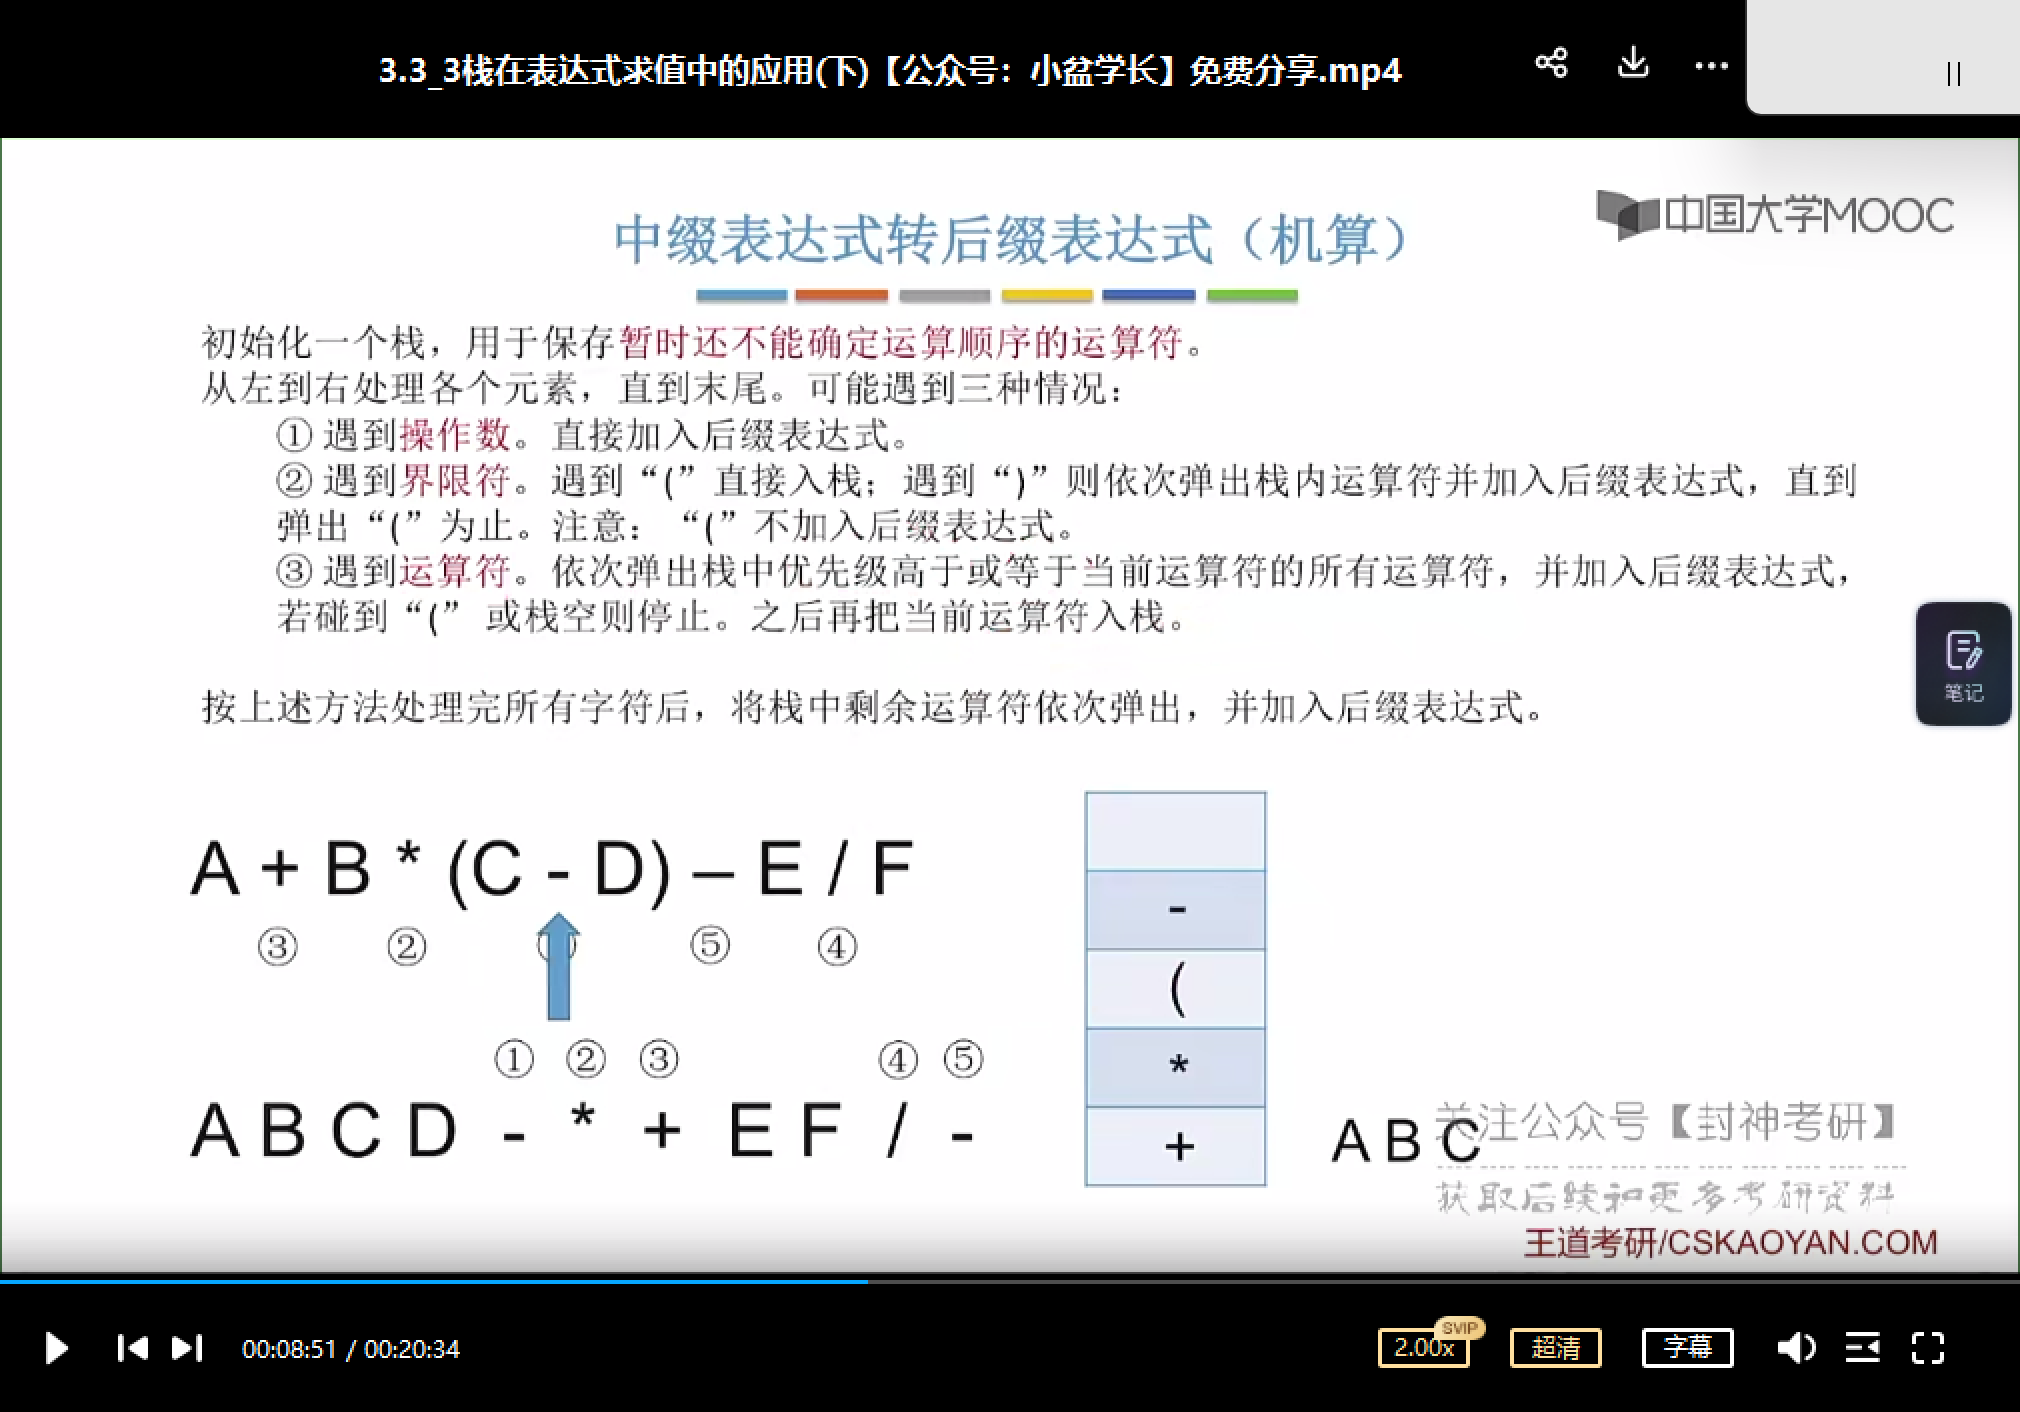 3.3_3栈在表达式求值中的应用(下)【公众号：小盆学长】免费分享.mp4
中国大学MOOC
中缀表达式转后缀表达式（机算）
初始化一个栈，用于保存暂时还不能确定运算顺序的运算符。
从左到右处理各个元素，直到末尾。可能遇到三种情况：
① 遇到操作数。直接加入后缀表达式。
② 遇到界限符。遇到“(”直接入栈；遇到“)”则依次弹出栈内运算符并加入后缀表达式，直到
弹出“(”为止。注意：“(”不加入后缀表达式。
③ 遇到运算符。依次弹出栈中优先级高于或等于当前运算符的所有运算符，并加入后缀表达式，
若碰到“(” 或栈空则停止。之后再把当前运算符入栈。
笔记
按上述方法处理完所有字符后，将栈中剩余运算符依次弹出，并加入后缀表达式。
A + B * (C - D) – E / F
③ ② ⑤ ④
① ② ③ ④ ⑤
A B C D - * + E F / -
-
(
*
+
A B C
关注公众号【封神考研】
获取后续和更多考研资料
王道考研/CSKAOYAN.COM
00:08:51 / 00:20:34
2.00x
SVIP
超清
字幕